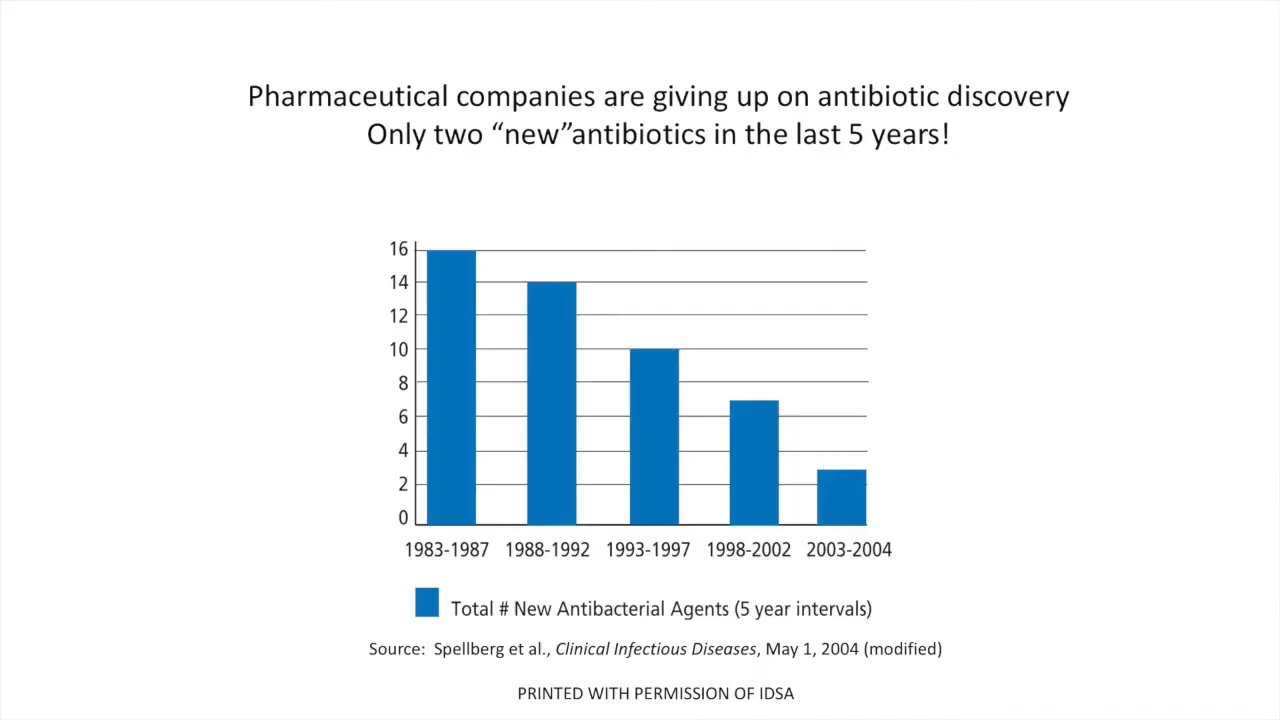 Pharmaceutical companies are giving up on antibiotic discovery
Only two “new”antibiotics in the last 5 years!
16
14
12
10
8
6
4
2
0
1983-1987 1988-1992 1993-1997 1998-2002 2003-2004
Total # New Antibacterial Agents (5 year intervals)
Source: Spellberg et al., Clinical Infectious Diseases, May 1, 2004 (modified)
PRINTED WITH PERMISSION OF IDSA